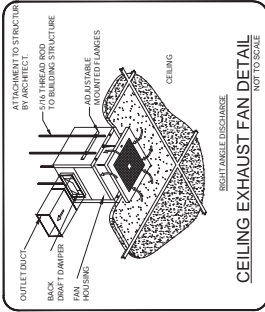 ATTACHMENT TO STRUCTURE
BY ARCHITECT.
5/16 THREAD ROD
TO BUILDING STRUCTURE
ADJUSTABLE
MOUNTED FLANGES
CEILING
OUTLET DUCT
BACK
DRAFT DAMPER
FAN
HOUSING
RIGHT ANGLE DISCHARGE
CEILING EXHAUST FAN DETAIL
NOT TO SCALE